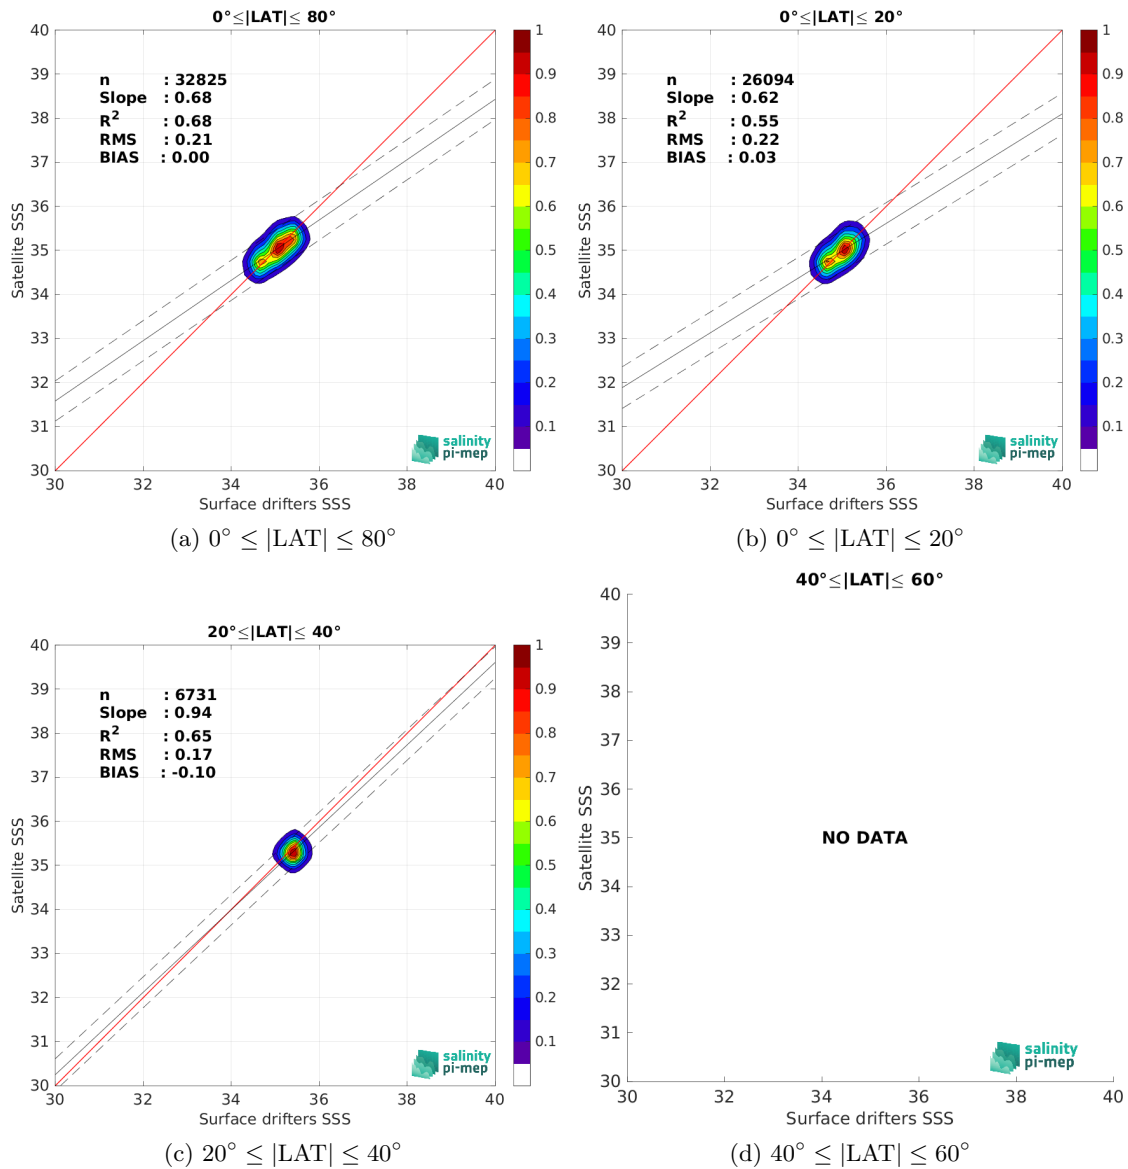 0°≤|LAT|≤ 80°
40
39
38
37
36
35
34
33
32
31
30
n : 32825
Slope : 0.68
R² : 0.68
RMS : 0.21
BIAS : 0.00
Satellite SSS
salinity
pi-mep
30 32 34 36 38 40
Surface drifters SSS
1
0.9
0.8
0.7
0.6
0.5
0.4
0.3
0.2
0.1
(a) 0° ≤ |LAT| ≤ 80°
0°≤|LAT|≤ 20°
40
39
38
37
36
35
34
33
32
31
30
n : 26094
Slope : 0.62
R² : 0.55
RMS : 0.22
BIAS : 0.03
Satellite SSS
salinity
pi-mep
30 32 34 36 38 40
Surface drifters SSS
1
0.9
0.8
0.7
0.6
0.5
0.4
0.3
0.2
0.1
(b) 0° ≤ |LAT| ≤ 20°
20°≤|LAT|≤ 40°
40
39
38
37
36
35
34
33
32
31
30
n : 6731
Slope : 0.94
R² : 0.65
RMS : 0.17
BIAS : -0.10
Satellite SSS
salinity
pi-mep
30 32 34 36 38 40
Surface drifters SSS
1
0.9
0.8
0.7
0.6
0.5
0.4
0.3
0.2
0.1
(c) 20° ≤ |LAT| ≤ 40°
40°≤|LAT|≤ 60°
40
39
38
37
36
35
34
33
32
31
30
NO DATA
Satellite SSS
salinity
pi-mep
30 32 34 36 38 40
Surface drifters SSS
(d) 40° ≤ |LAT| ≤ 60°